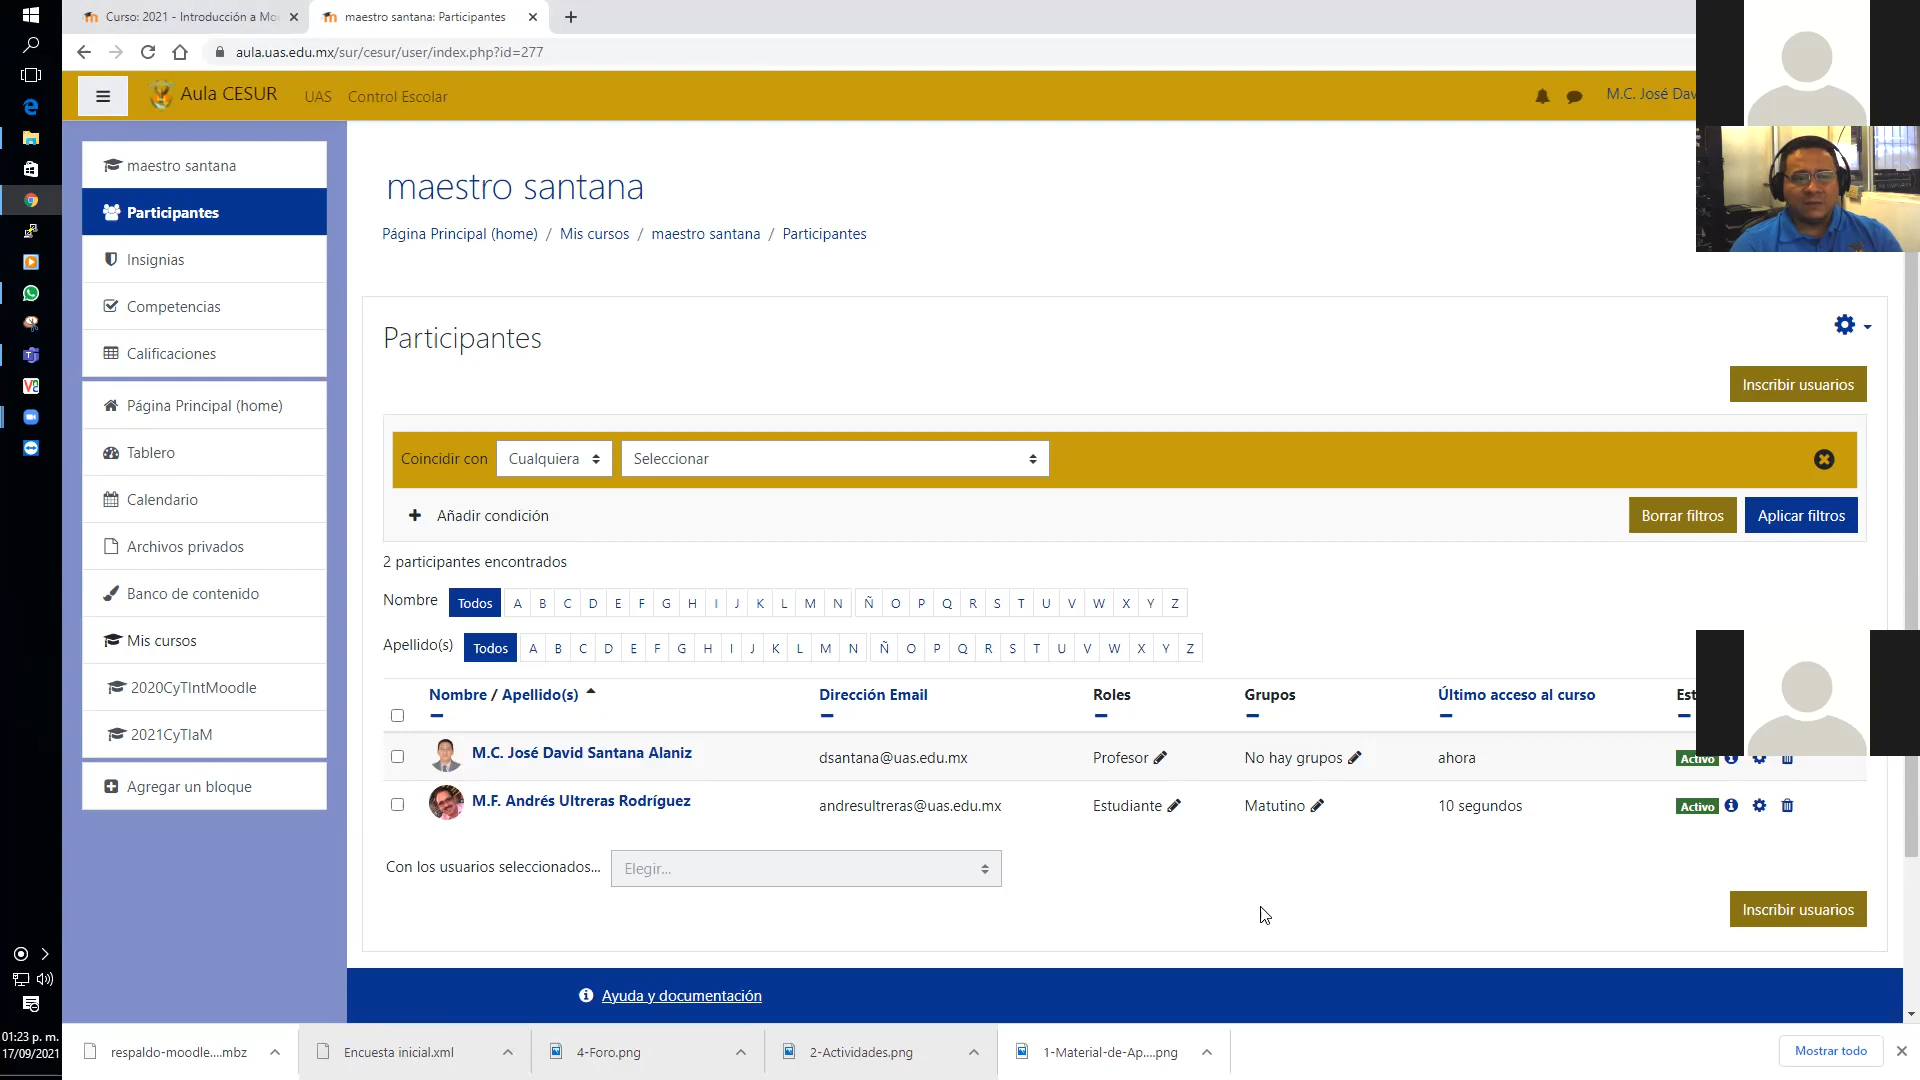 Curso: 2021 - Introducción a Mo
maestro santana: Participantes
aula.uas.edu.mx/sur/cesur/user/index.php?id=277
Aula CESUR
UAS
Control Escolar
M.C. José Dav
maestro santana
Participantes
Insignias
Competencias
Calificaciones
Página Principal (home)
Tablero
Calendario
Archivos privados
Banco de contenido
Mis cursos
2020CyTIntMoodle
2021CyTIaM
Agregar un bloque
maestro santana
Página Principal (home) / Mis cursos / maestro santana / Participantes
Participantes
Inscribir usuarios
Coincidir con Cualquiera Seleccionar
Añadir condición
Borrar filtros Aplicar filtros
2 participantes encontrados
Nombre Todos A B C D E F G H I J K L M N Ñ O P Q R S T U V W X Y Z
Apellido(s) Todos A B C D E F G H I J K L M N Ñ O P Q R S T U V W X Y Z
Nombre / Apellido(s) Dirección Email Roles Grupos Último acceso al curso Est
M.C. José David Santana Alaniz dsantana@uas.edu.mx Profesor No hay grupos ahora Activo
M.F. Andrés Ultreras Rodríguez andresultreras@uas.edu.mx Estudiante Matutino 10 segundos Activo
Con los usuarios seleccionados... Elegir...
Inscribir usuarios
Ayuda y documentación
01:23 p. m.
17/09/2021
respaldo-moodle....mbz
Encuesta inicial.xml
4-Foro.png
2-Actividades.png
1-Material-de-Ap....png
Mostrar todo